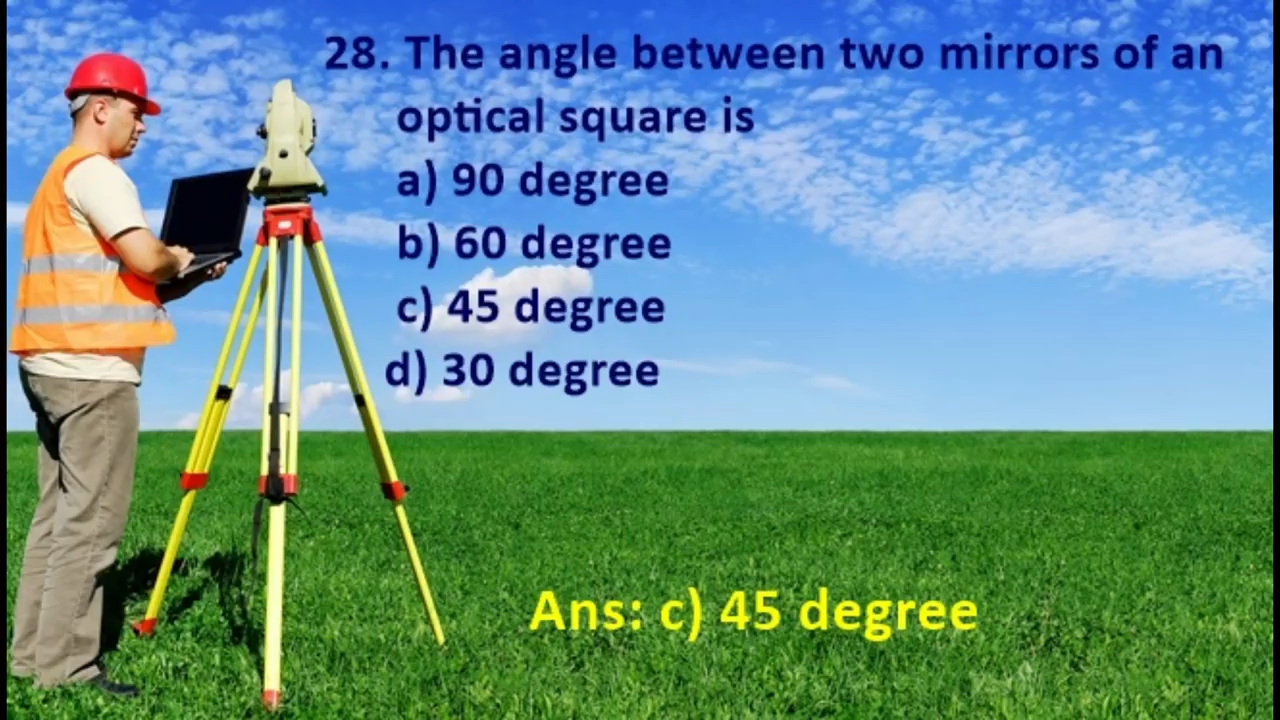 28. The angle between two mirrors of an
optical square is
a) 90 degree
b) 60 degree
c) 45 degree
d) 30 degree
Ans: c) 45 degree